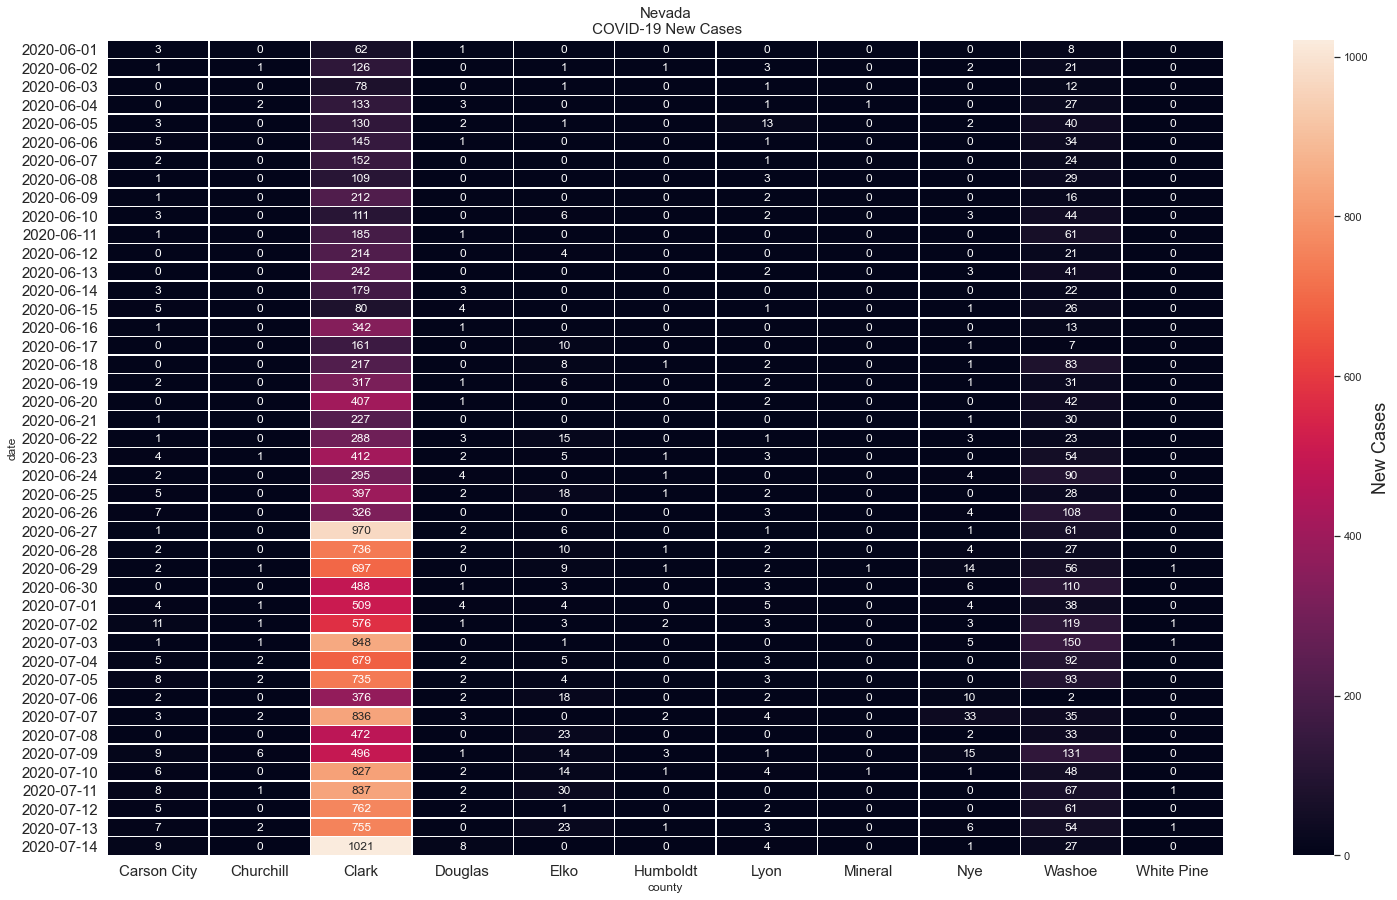 Nevada
COVID-19 New Cases
2020-06-01 3 0 62 1 0 0 0 0 0 8 0
2020-06-02 1 1 126 0 1 1 3 0 2 21 0
2020-06-03 0 0 78 0 1 0 1 0 0 12 0
2020-06-04 0 2 133 3 0 0 1 1 0 27 0
2020-06-05 3 0 130 2 1 0 13 0 2 40 0
2020-06-06 5 0 145 1 0 0 1 0 0 34 0
2020-06-07 2 0 152 0 0 0 1 0 0 24 0
2020-06-08 1 0 109 0 0 0 3 0 0 29 0
2020-06-09 1 0 212 0 0 0 2 0 0 16 0
2020-06-10 3 0 111 0 6 0 2 0 3 44 0
2020-06-11 1 0 185 1 0 0 0 0 0 61 0
2020-06-12 0 0 214 0 4 0 0 0 0 21 0
2020-06-13 0 0 242 0 0 0 2 0 3 41 0
2020-06-14 3 0 179 3 0 0 0 0 0 22 0
2020-06-15 5 0 80 4 0 0 1 0 1 26 0
2020-06-16 1 0 342 1 0 0 0 0 0 13 0
2020-06-17 0 0 161 0 10 0 0 0 1 7 0
2020-06-18 0 0 217 0 8 1 2 0 1 83 0
2020-06-19 2 0 317 1 6 0 2 0 1 31 0
2020-06-20 0 0 407 1 0 0 2 0 0 42 0
2020-06-21 1 0 227 0 0 0 0 0 1 30 0
2020-06-22 1 0 288 3 15 0 1 0 3 23 0
2020-06-23 4 1 412 2 5 1 3 0 0 54 0
2020-06-24 2 0 295 4 0 1 0 0 4 90 0
2020-06-25 5 0 397 2 18 1 2 0 0 28 0
2020-06-26 7 0 326 0 0 0 3 0 4 108 0
2020-06-27 1 0 970 2 6 0 1 0 1 61 0
2020-06-28 2 0 736 2 10 1 2 0 4 27 0
2020-06-29 2 1 697 0 9 1 2 1 14 56 1
2020-06-30 0 0 488 1 3 0 3 0 6 110 0
2020-07-01 4 1 509 4 4 0 5 0 4 38 0
2020-07-02 11 1 576 1 3 2 3 0 3 119 1
2020-07-03 1 1 848 0 1 0 0 0 5 150 1
2020-07-04 5 2 679 2 5 0 3 0 0 92 0
2020-07-05 8 2 735 2 4 0 3 0 0 93 0
2020-07-06 2 0 376 2 18 0 2 0 10 2 0
2020-07-07 3 2 836 3 0 2 4 0 33 35 0
2020-07-08 0 0 472 0 23 0 0 0 2 33 0
2020-07-09 9 6 496 1 14 3 1 0 15 131 0
2020-07-10 6 0 827 2 14 1 4 1 1 48 0
2020-07-11 8 1 837 2 30 0 0 0 0 67 1
2020-07-12 5 0 762 2 1 0 2 0 0 61 0
2020-07-13 7 2 755 0 23 1 3 0 6 54 1
2020-07-14 9 0 1021 8 0 0 4 0 1 27 0
Carson City Churchill Clark Douglas Elko Humboldt Lyon Mineral Nye Washoe White Pine
county
date
1000
800
600
400
200
0
New Cases